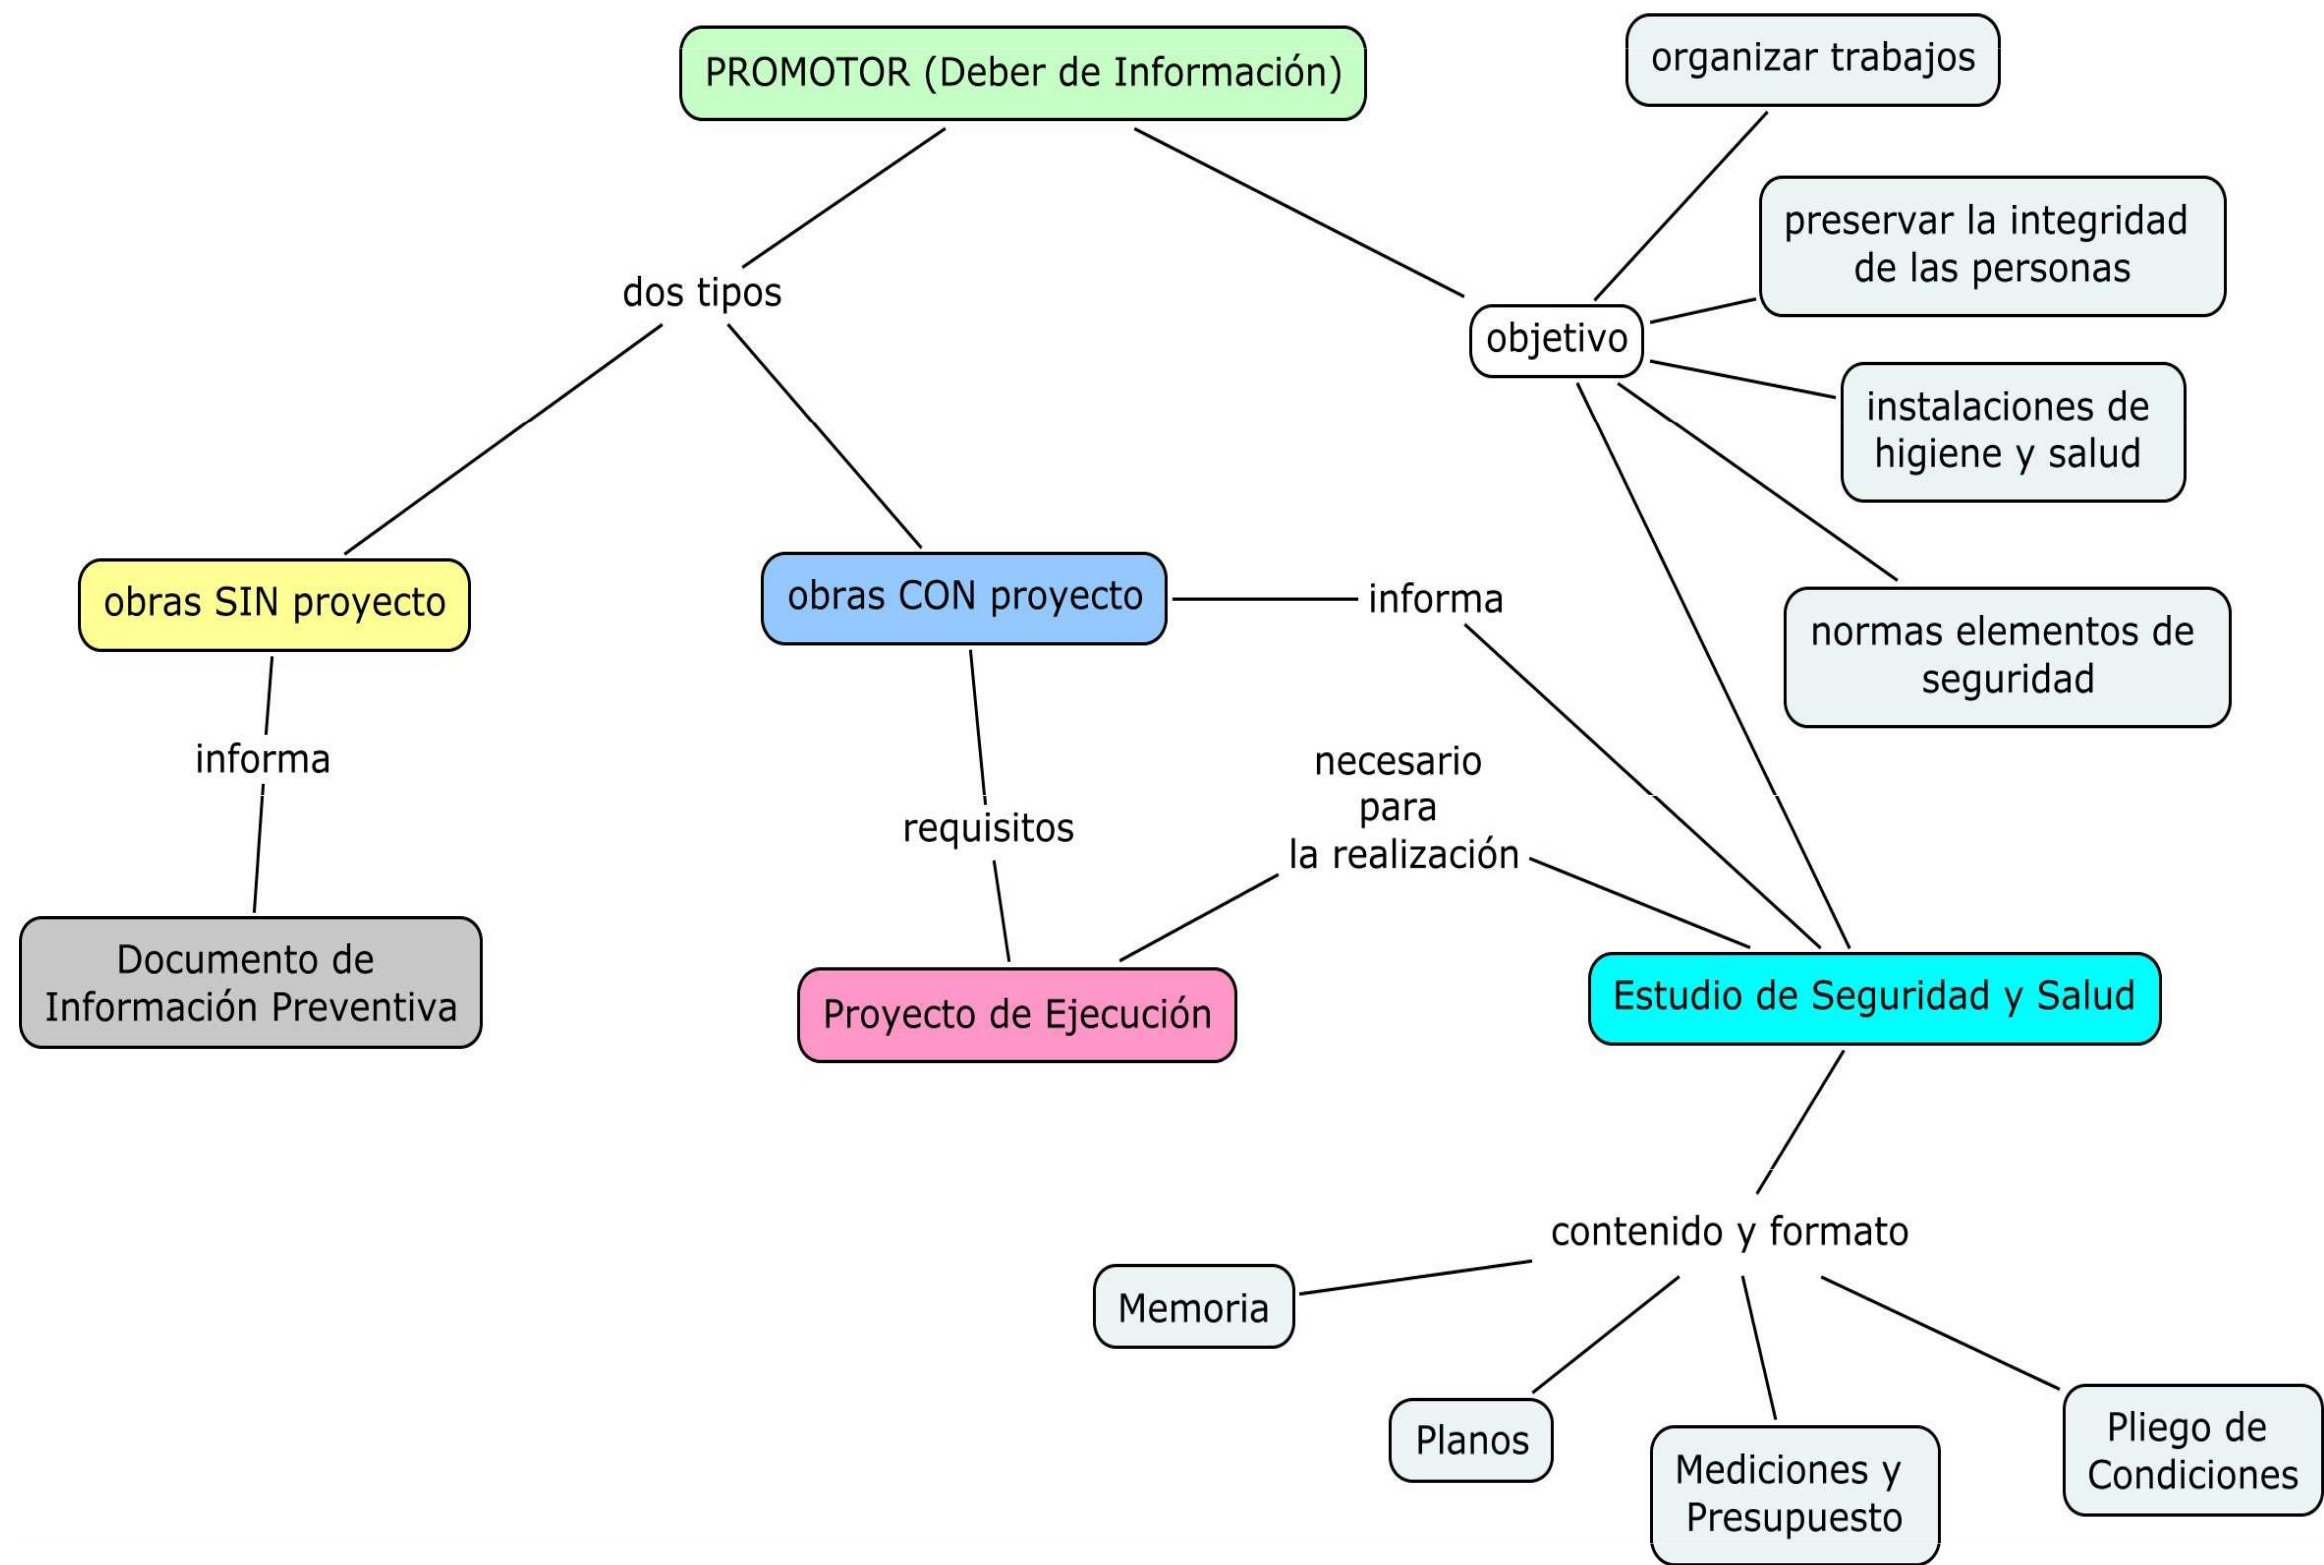 PROMOTOR (Deber de Información)
organizar trabajos
preservar la integridad
de las personas
dos tipos
objetivo
instalaciones de
higiene y salud
obras SIN proyecto
obras CON proyecto
informa
normas elementos de
seguridad
informa
necesario
para
la realización
requisitos
Documento de
Información Preventiva
Proyecto de Ejecución
Estudio de Seguridad y Salud
contenido y formato
Memoria
Planos
Mediciones y
Presupuesto
Pliego de
Condiciones